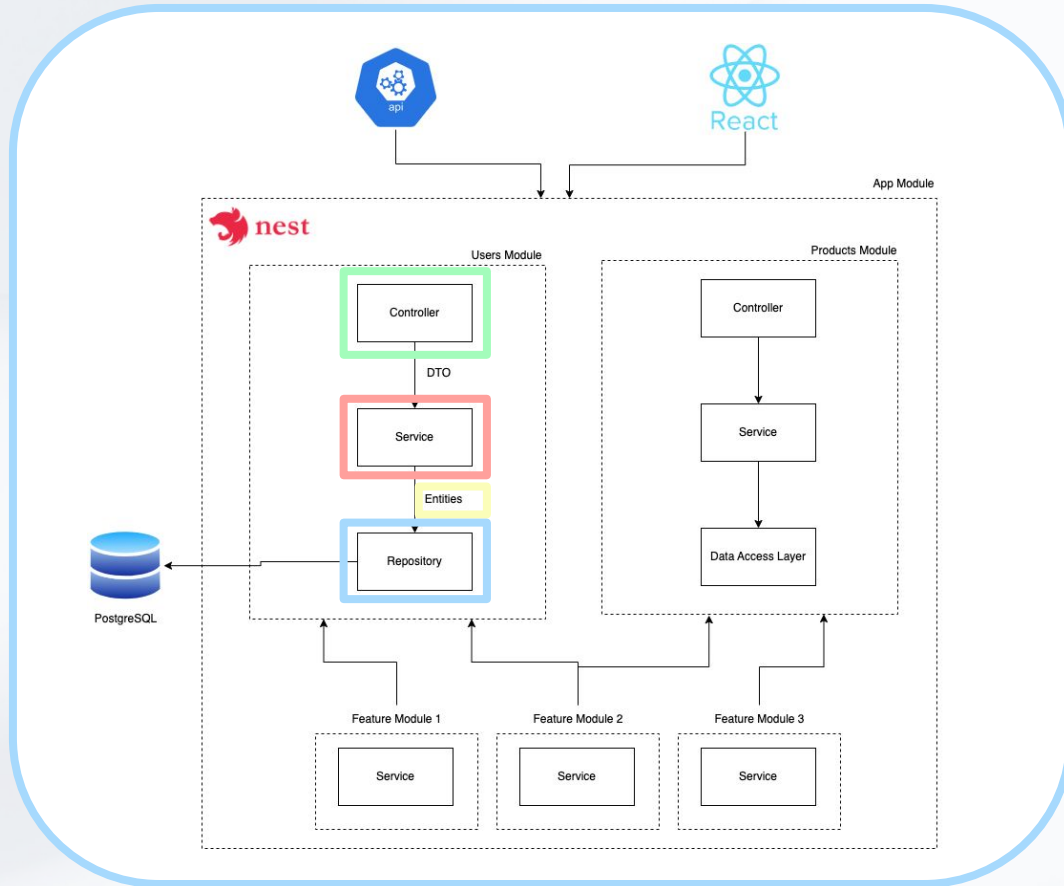 api
React
App Module
nest
Users Module
Products Module
Controller
Controller
DTO
Service
Service
Entities
Repository
Data Access Layer
PostgreSQL
Feature Module 1
Feature Module 2
Feature Module 3
Service
Service
Service